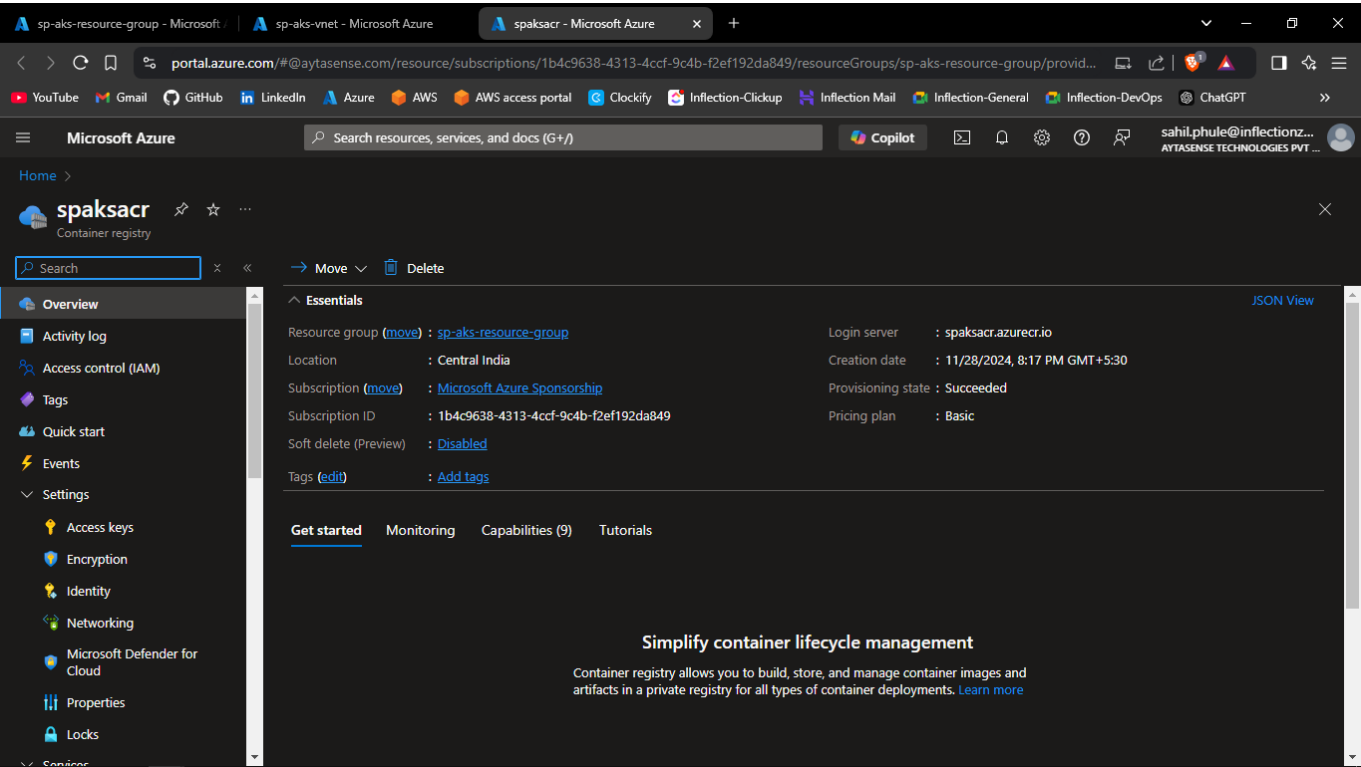 sp-aks-resource-group - Microsoft
sp-aks-vnet - Microsoft Azure
spaksacr - Microsoft Azure
portal.azure.com/#@aytasense.com/resource/subscriptions/1b4c9638-4313-4ccf-9c4b-f2ef192da849/resourceGroups/sp-aks-resource-group/provid...
YouTube Gmail GitHub LinkedIn Azure AWS AWS access portal Clockify Inflection-Clickup Inflection Mail Inflection-General Inflection-DevOps ChatGPT
Microsoft Azure
Search resources, services, and docs (G+/)
Copilot
sahil.phule@inflectionz...
AYTASENSE TECHNOLOGIES PVT ...
Home >
spaksacr
Container registry
Search
Overview
Activity log
Access control (IAM)
Tags
Quick start
Events
Settings
Access keys
Encryption
Identity
Networking
Microsoft Defender for
Cloud
Properties
Locks
Services
Move
Delete
Essentials
JSON View
Resource group (move) : sp-aks-resource-group
Location : Central India
Subscription (move) : Microsoft Azure Sponsorship
Subscription ID : 1b4c9638-4313-4ccf-9c4b-f2ef192da849
Soft delete (Preview) : Disabled
Tags (edit) : Add tags
Login server : spaksacr.azurecr.io
Creation date : 11/28/2024, 8:17 PM GMT+5:30
Provisioning state : Succeeded
Pricing plan : Basic
Get started Monitoring Capabilities (9) Tutorials
Simplify container lifecycle management
Container registry allows you to build, store, and manage container images and
artifacts in a private registry for all types of container deployments. Learn more